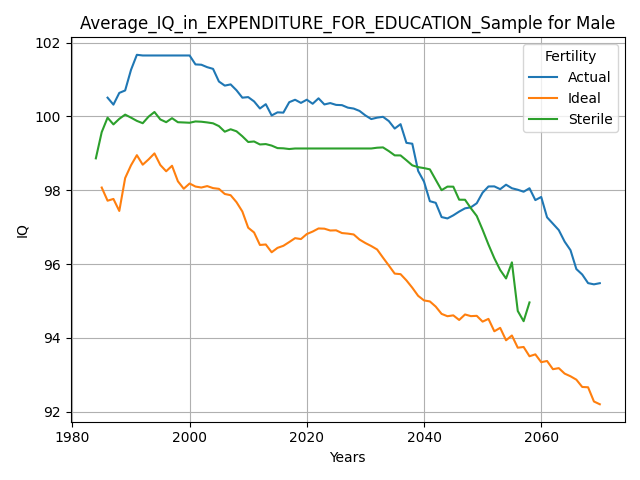 Average_IQ_in_EXPENDITURE_FOR_EDUCATION_Sample for Male
102
100
98
96
94
92
IQ
Fertility
Actual
Ideal
Sterile
1980
2000
2020
2040
2060
Years